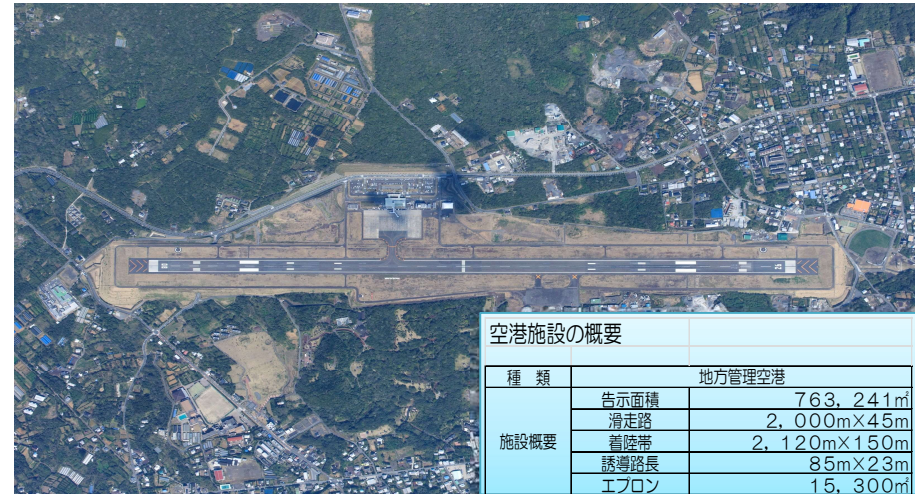 空港施設の概要
種 類 地方管理空港
施設概要 告示面積 763,241㎡
滑走路 2,000m×45m
着陸帯 2,120m×150m
誘導路長 85m×23m
エプロン 15,300㎡